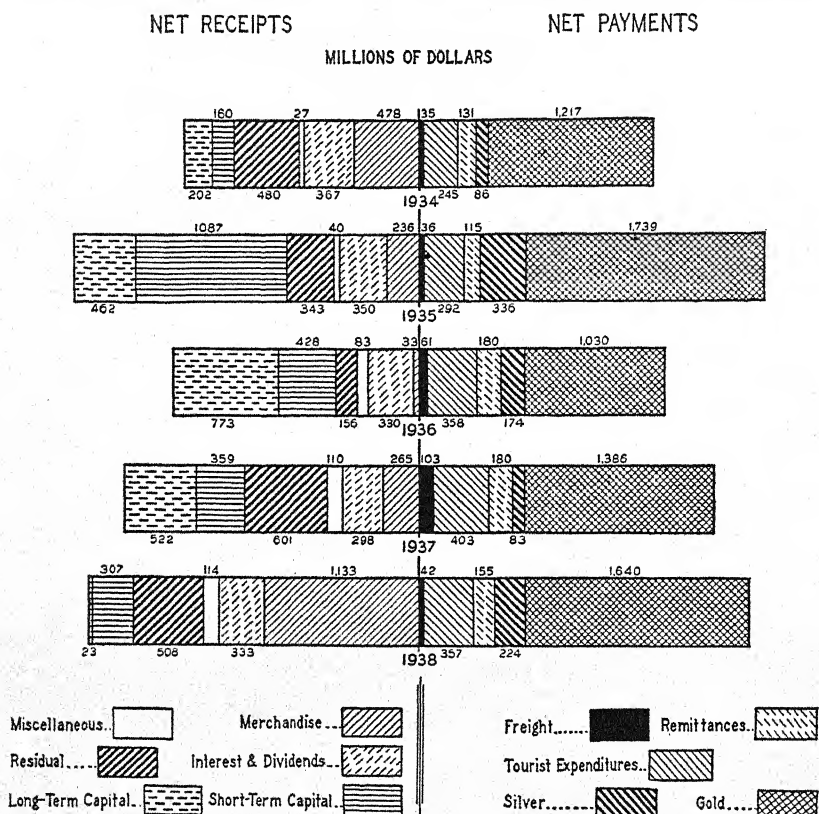 NET RECEIPTS NET PAYMENTS
MILLIONS OF DOLLARS
160 27 478 35 131 1,217
202 480 367 245 86
1934
1087 40 236 36 115 1,739
462 343 350 292 336
1935
428 83 33 61 180 1,030
773 156 330 358 174
1936
359 110 265 103 180 1,386
522 601 298 403 83
1937
307 114 1,133 42 155 1,640
23 508 333 357 224
1938
Miscellaneous.. Merchandise ... Freight...... Remittances..
Residual..... Interest & Dividends.. Tourist Expenditures..
Long-Term Capital.. Short-Term Capital.. Silver ....... Gold....